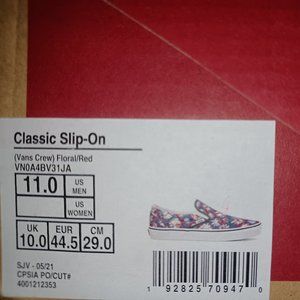 Classic Slip-On
(Vans Crew) Floral/Red
VN0A4BV31JA
11.0 US MEN
US WOMEN
UK EUR CM
10.0 44.5 29.0
SJV - 05/21
CPSIA PO/CUT#
4001212353
1 92825 70947 0